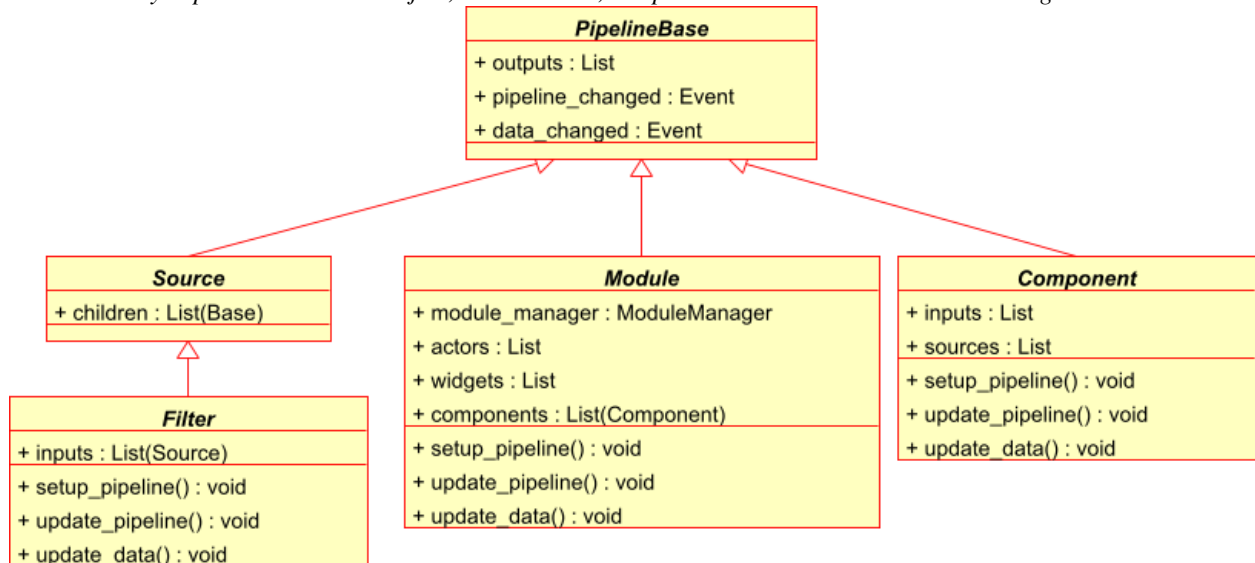 PipelineBase
+ outputs : List
+ pipeline_changed : Event
+ data_changed : Event
Source
+ children : List(Base)
Module
+ module_manager : ModuleManager
+ actors : List
+ widgets : List
+ components : List(Component)
+ setup_pipeline() : void
+ update_pipeline() : void
+ update_data() : void
Component
+ inputs : List
+ sources : List
+ setup_pipeline() : void
+ update_pipeline() : void
+ update_data() : void
Filter
+ inputs : List(Source)
+ setup_pipeline() : void
+ update_pipeline() : void
+ update_data() : void